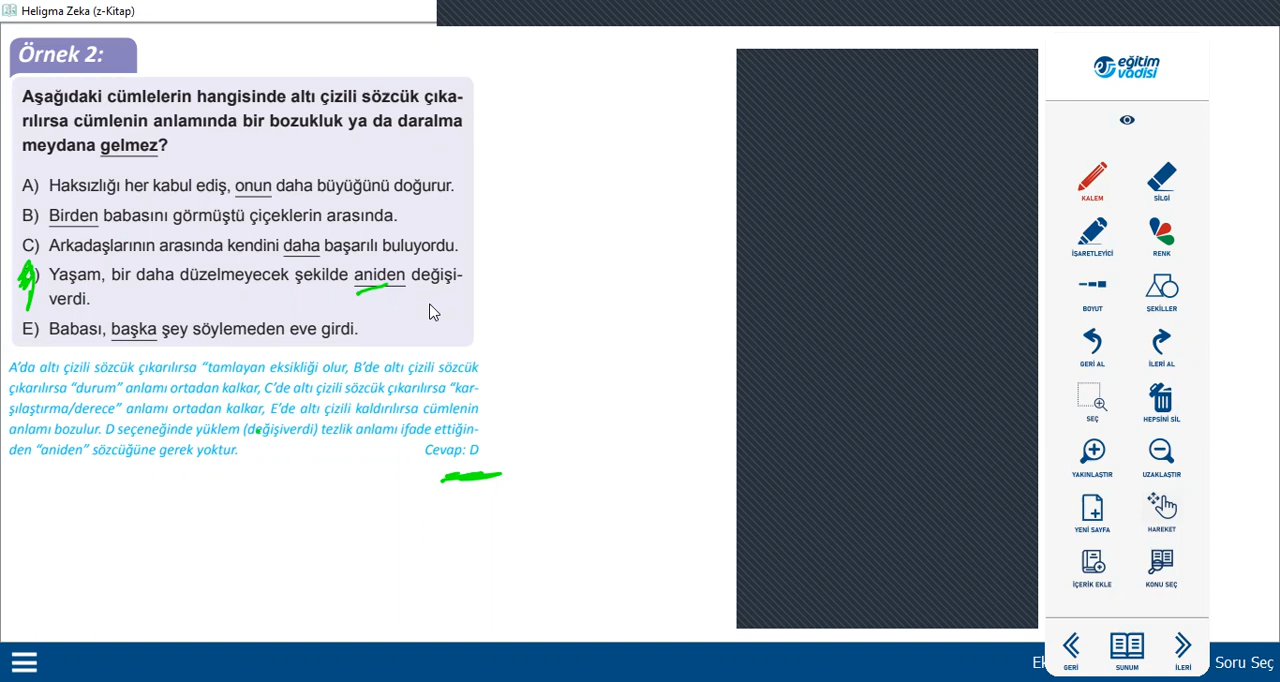 Heligma Zeka (z-Kitap)
Örnek 2:
Aşağıdaki cümlelerin hangisinde altı çizili sözcük çıka-
rılırsa cümlenin anlamında bir bozukluk ya da daralma
meydana gelmez?
A) Haksızlığı her kabul ediş, onun daha büyüğünü doğurur.
B) Birden babasını görmüştü çiçeklerin arasında.
C) Arkadaşlarının arasında kendini daha başarılı buluyordu.
) Yaşam, bir daha düzelmeyecek şekilde aniden değişi-
verdi.
E) Babası, başka şey söylemeden eve girdi.
A’da altı çizili sözcük çıkarılırsa “tamlayan eksikliği olur, B’de altı çizili sözcük
çıkarılırsa “durum” anlamı ortadan kalkar, C’de altı çizili sözcük çıkarılırsa “kar-
şılaştırma/derece” anlamı ortadan kalkar, E’de altı çizili kaldırılırsa cümlenin
anlamı bozulur. D seçeneğinde yüklem (değişiverdi) tezlik anlamı ifade ettiğin-
den “aniden” sözcüğüne gerek yoktur. Cevap: D
eğitim
vadisi
KALEM SİLGİ
İŞARETLEYİCİ RENK
BOYUT ŞEKİLLER
GERİ AL İLERİ AL
SEÇ HEPSİNİ SİL
YAKINLAŞTIR UZAKLAŞTIR
YENİ SAYFA HAREKET
İÇERİK EKLE KONU SEÇ
GERİ SUNUM İLERİ
Soru Seç